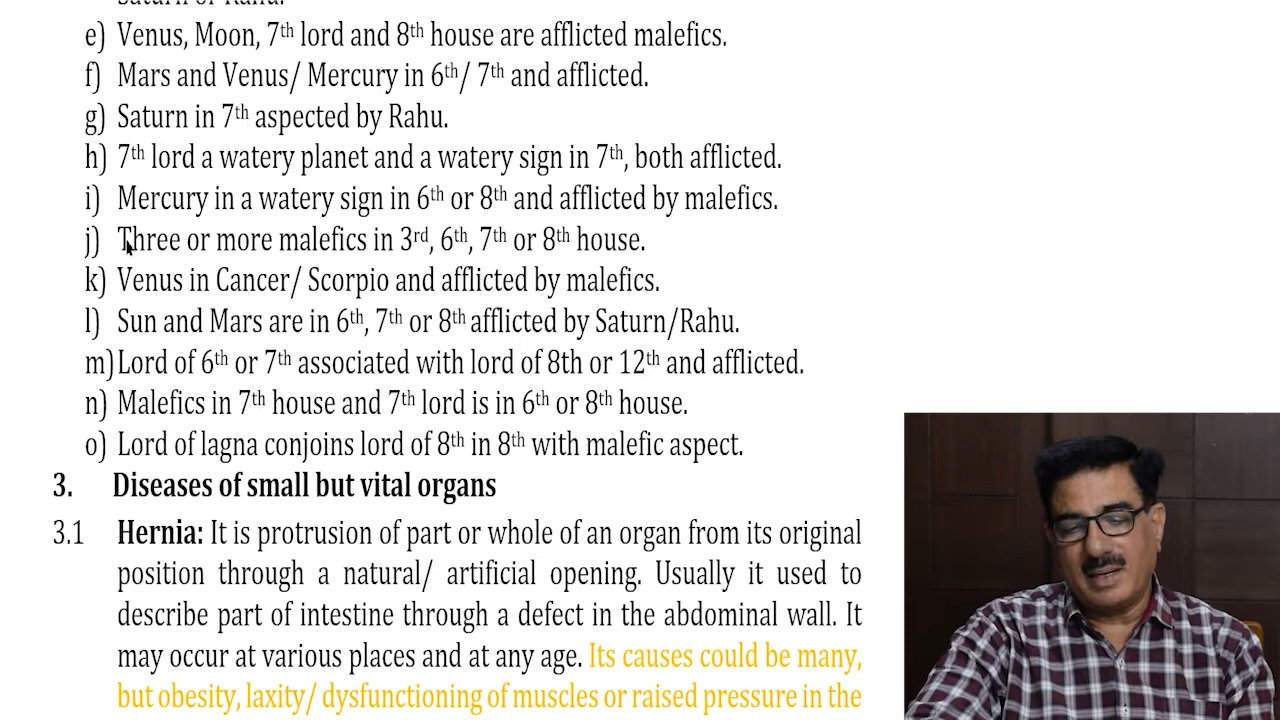 saturn or Rahu.
e) Venus, Moon, 7th lord and 8th house are afflicted malefics.
f) Mars and Venus/ Mercury in 6th/ 7th and afflicted.
g) Saturn in 7th aspected by Rahu.
h) 7th lord a watery planet and a watery sign in 7th, both afflicted.
i) Mercury in a watery sign in 6th or 8th and afflicted by malefics.
j) Three or more malefics in 3rd, 6th, 7th or 8th house.
k) Venus in Cancer/ Scorpio and afflicted by malefics.
l) Sun and Mars are in 6th, 7th or 8th afflicted by Saturn/Rahu.
m) Lord of 6th or 7th associated with lord of 8th or 12th and afflicted.
n) Malefics in 7th house and 7th lord is in 6th or 8th house.
o) Lord of lagna conjoins lord of 8th in 8th with malefic aspect.
3. Diseases of small but vital organs
3.1 Hernia: It is protrusion of part or whole of an organ from its original
position through a natural/ artificial opening. Usually it used to
describe part of intestine through a defect in the abdominal wall. It
may occur at various places and at any age. Its causes could be many,
but obesity, laxity/ dysfunctioning of muscles or raised pressure in the